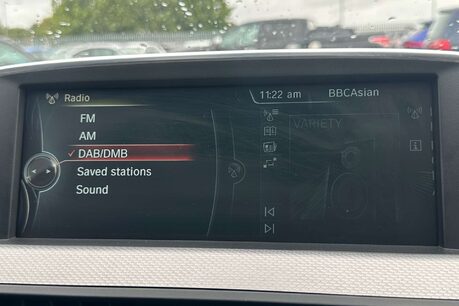 Radio
11:22 am
BBCAsian
FM
AM
DAB/DMB
Saved stations
Sound
VARIETY